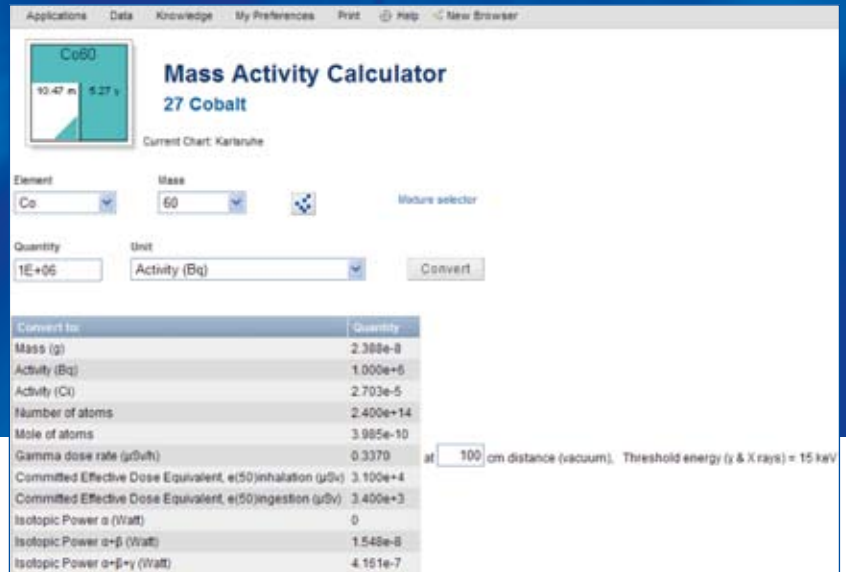 Applications Data Knowledge My Preferences Print Help New Browser
Co60
10.47 m 5.27 y
Mass Activity Calculator
27 Cobalt
Current Chart: Karlsruhe
Element Mass
Co 60 Mixture selector
Quantity Unit
1E+06 Activity (Bq) Convert
Convert to: Quantity
Mass (g) 2.388e-8
Activity (Bq) 1.000e+6
Activity (Ci) 2.703e-5
Number of atoms 2.400e+14
Mole of atoms 3.985e-10
Gamma dose rate (µSv/h) 0.3370 at 100 cm distance (vacuum), Threshold energy (γ & X rays) = 15 keV
Committed Effective Dose Equivalent, e(50)inhalation (µSv) 3.100e+4
Committed Effective Dose Equivalent, e(50)ingestion (µSv) 3.400e+3
Isotopic Power α (Watt) 0
Isotopic Power α+β (Watt) 1.548e-8
Isotopic Power α+β+γ (Watt) 4.161e-7